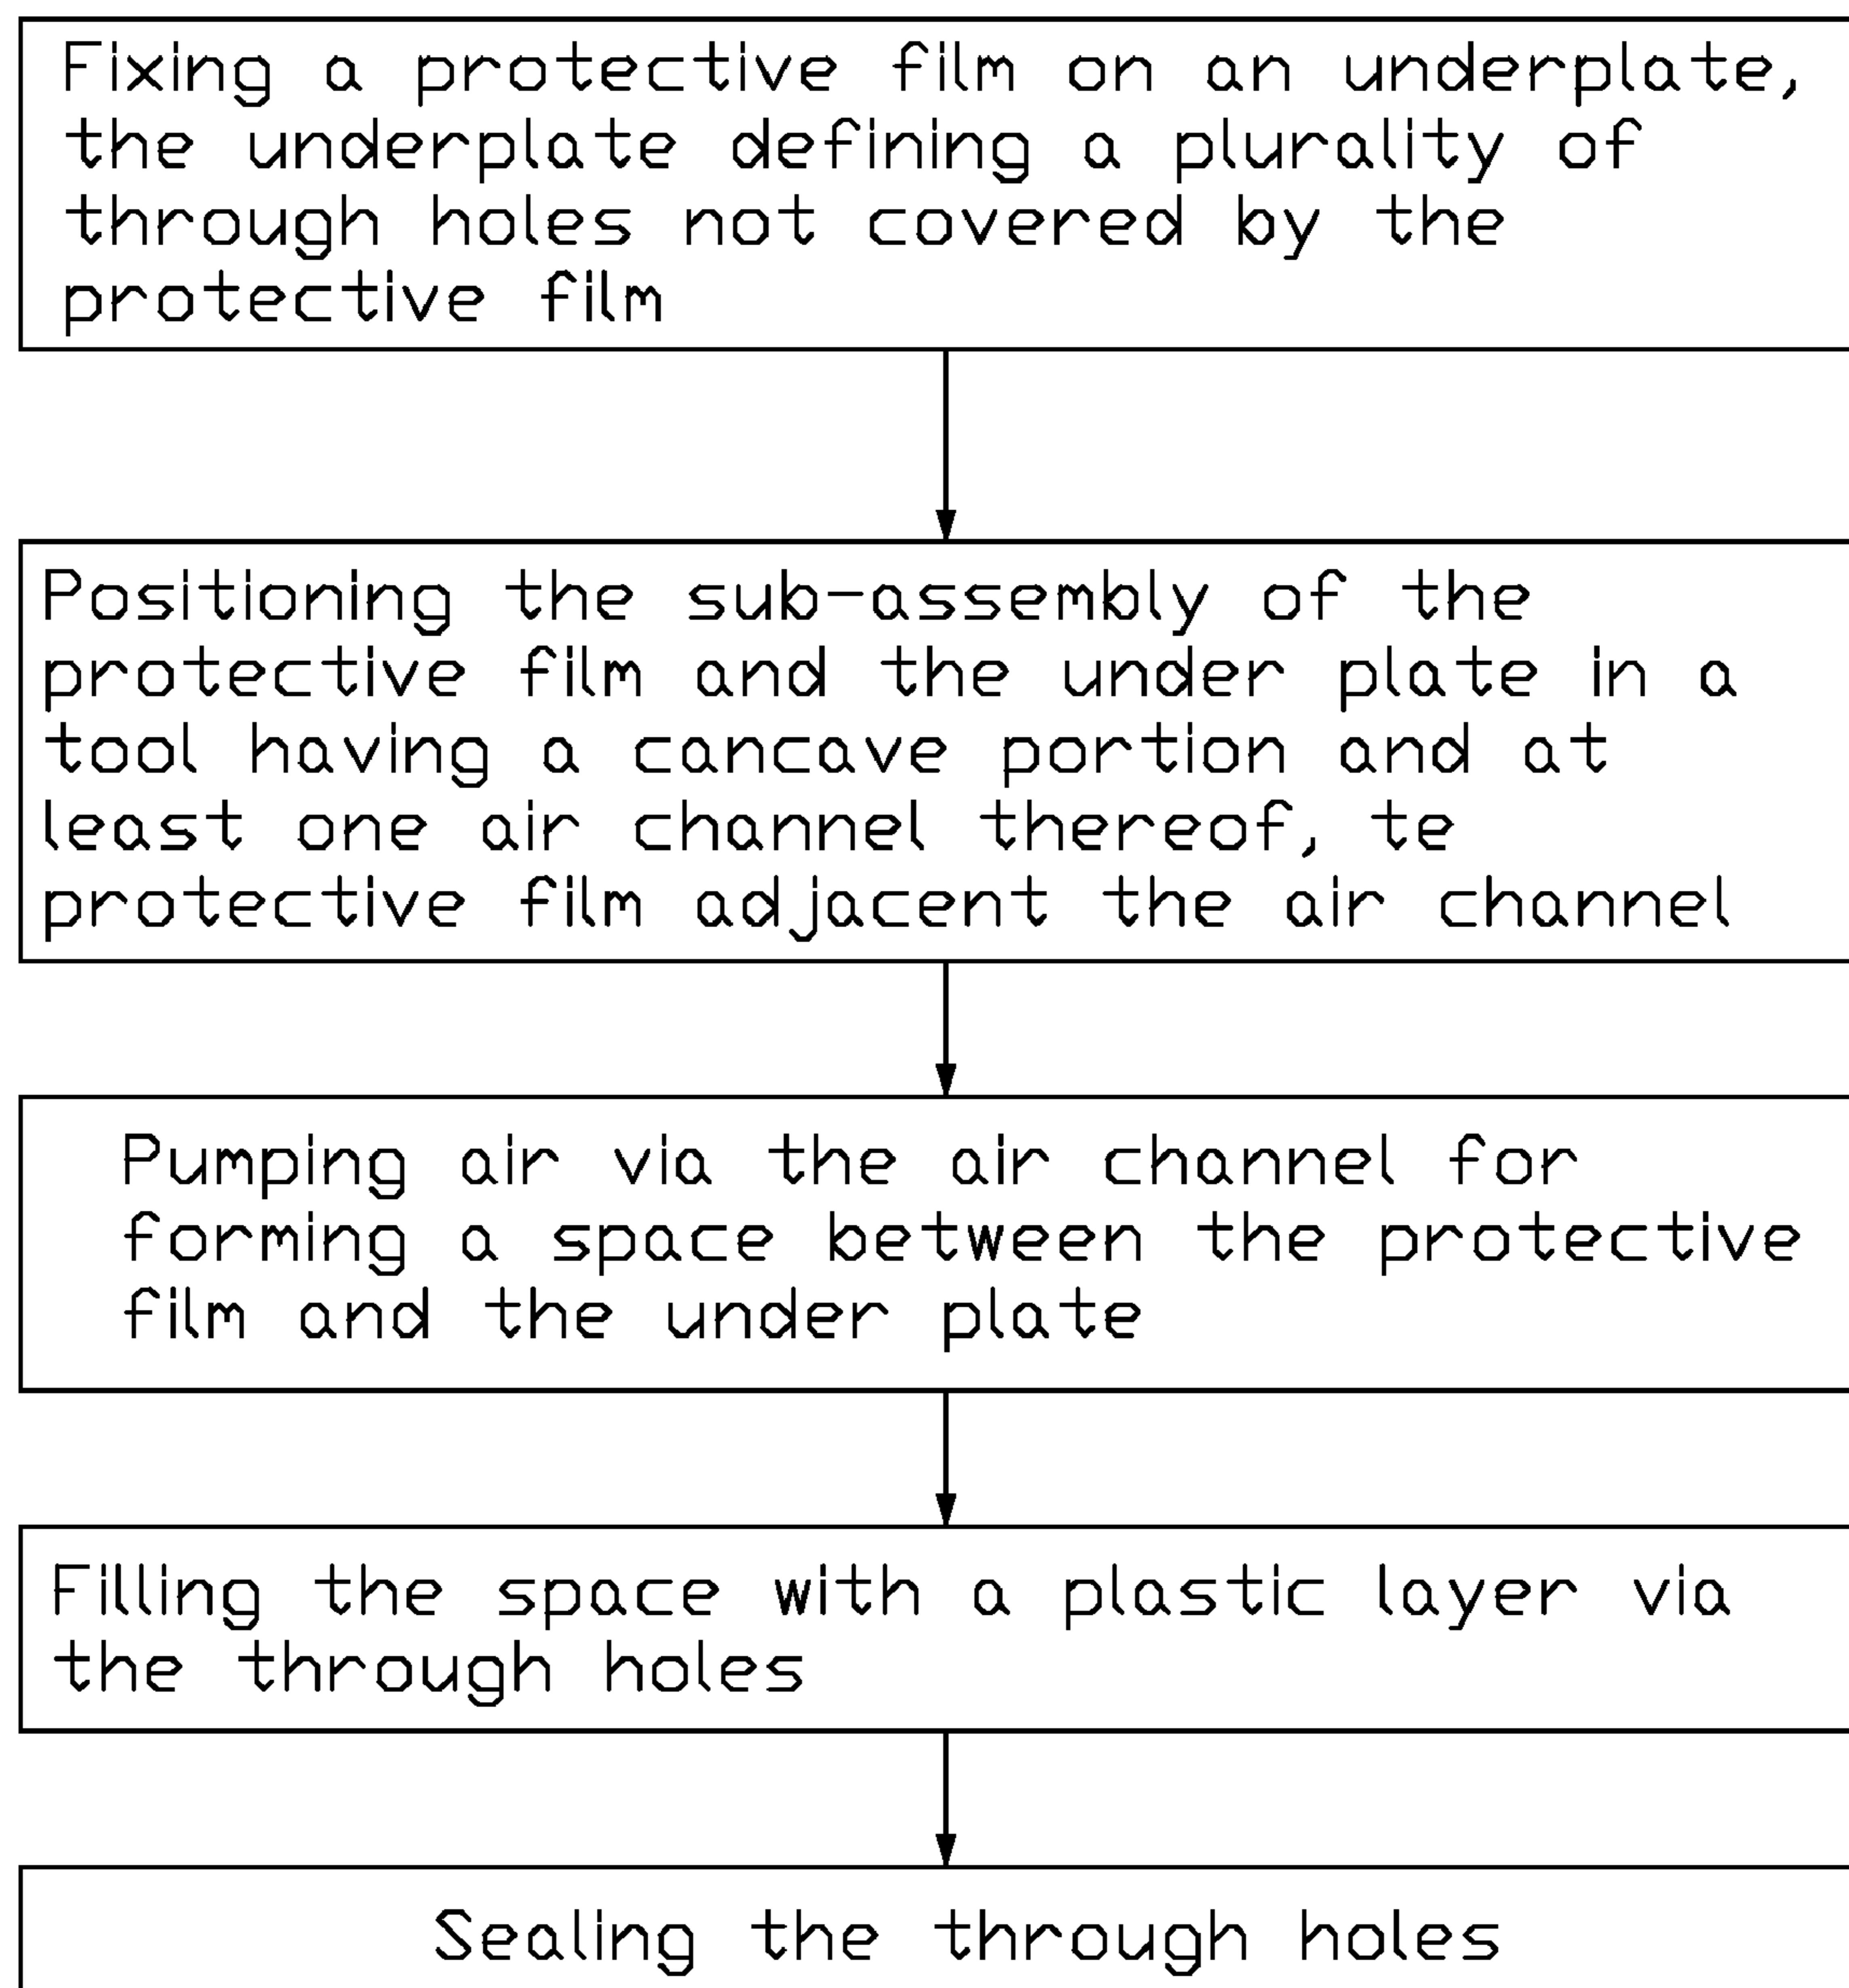 Fixing a protective film on an underplate,
the underplate defining a plurality of
through holes not covered by the
protective film
Positioning the sub-assembly of the
protective film and the under plate in a
tool having a cancave portion and at
least one air channel thereof, te
protective film adjacent the air channel
Pumping air via the air channel for
forming a space between the protective
film and the under plate
Filling the space with a plastic layer via
the through holes
Sealing the through holes